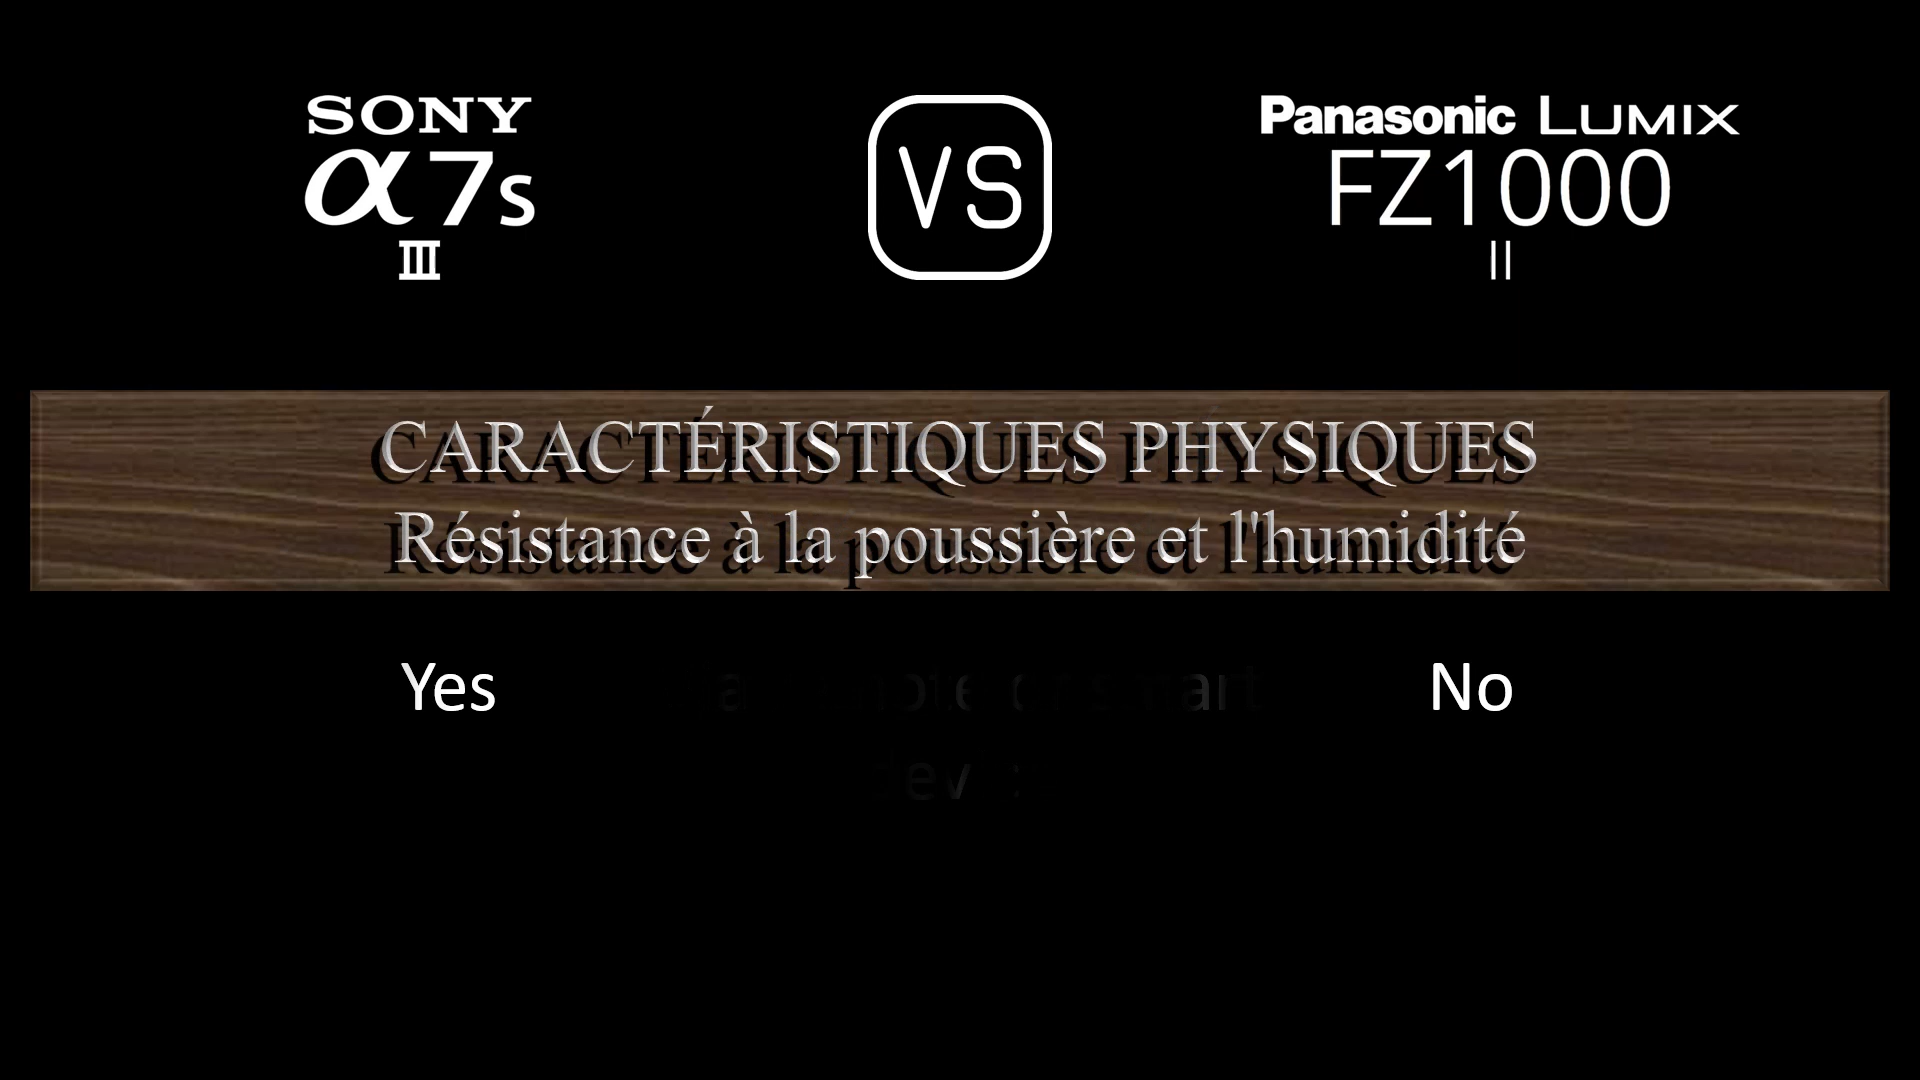 SONY
α7s
III
VS
Panasonic LUMIX
FZ1000
II
CARACTÉRISTIQUES PHYSIQUES
Résistance à la poussière et l'humidité
Yes
No